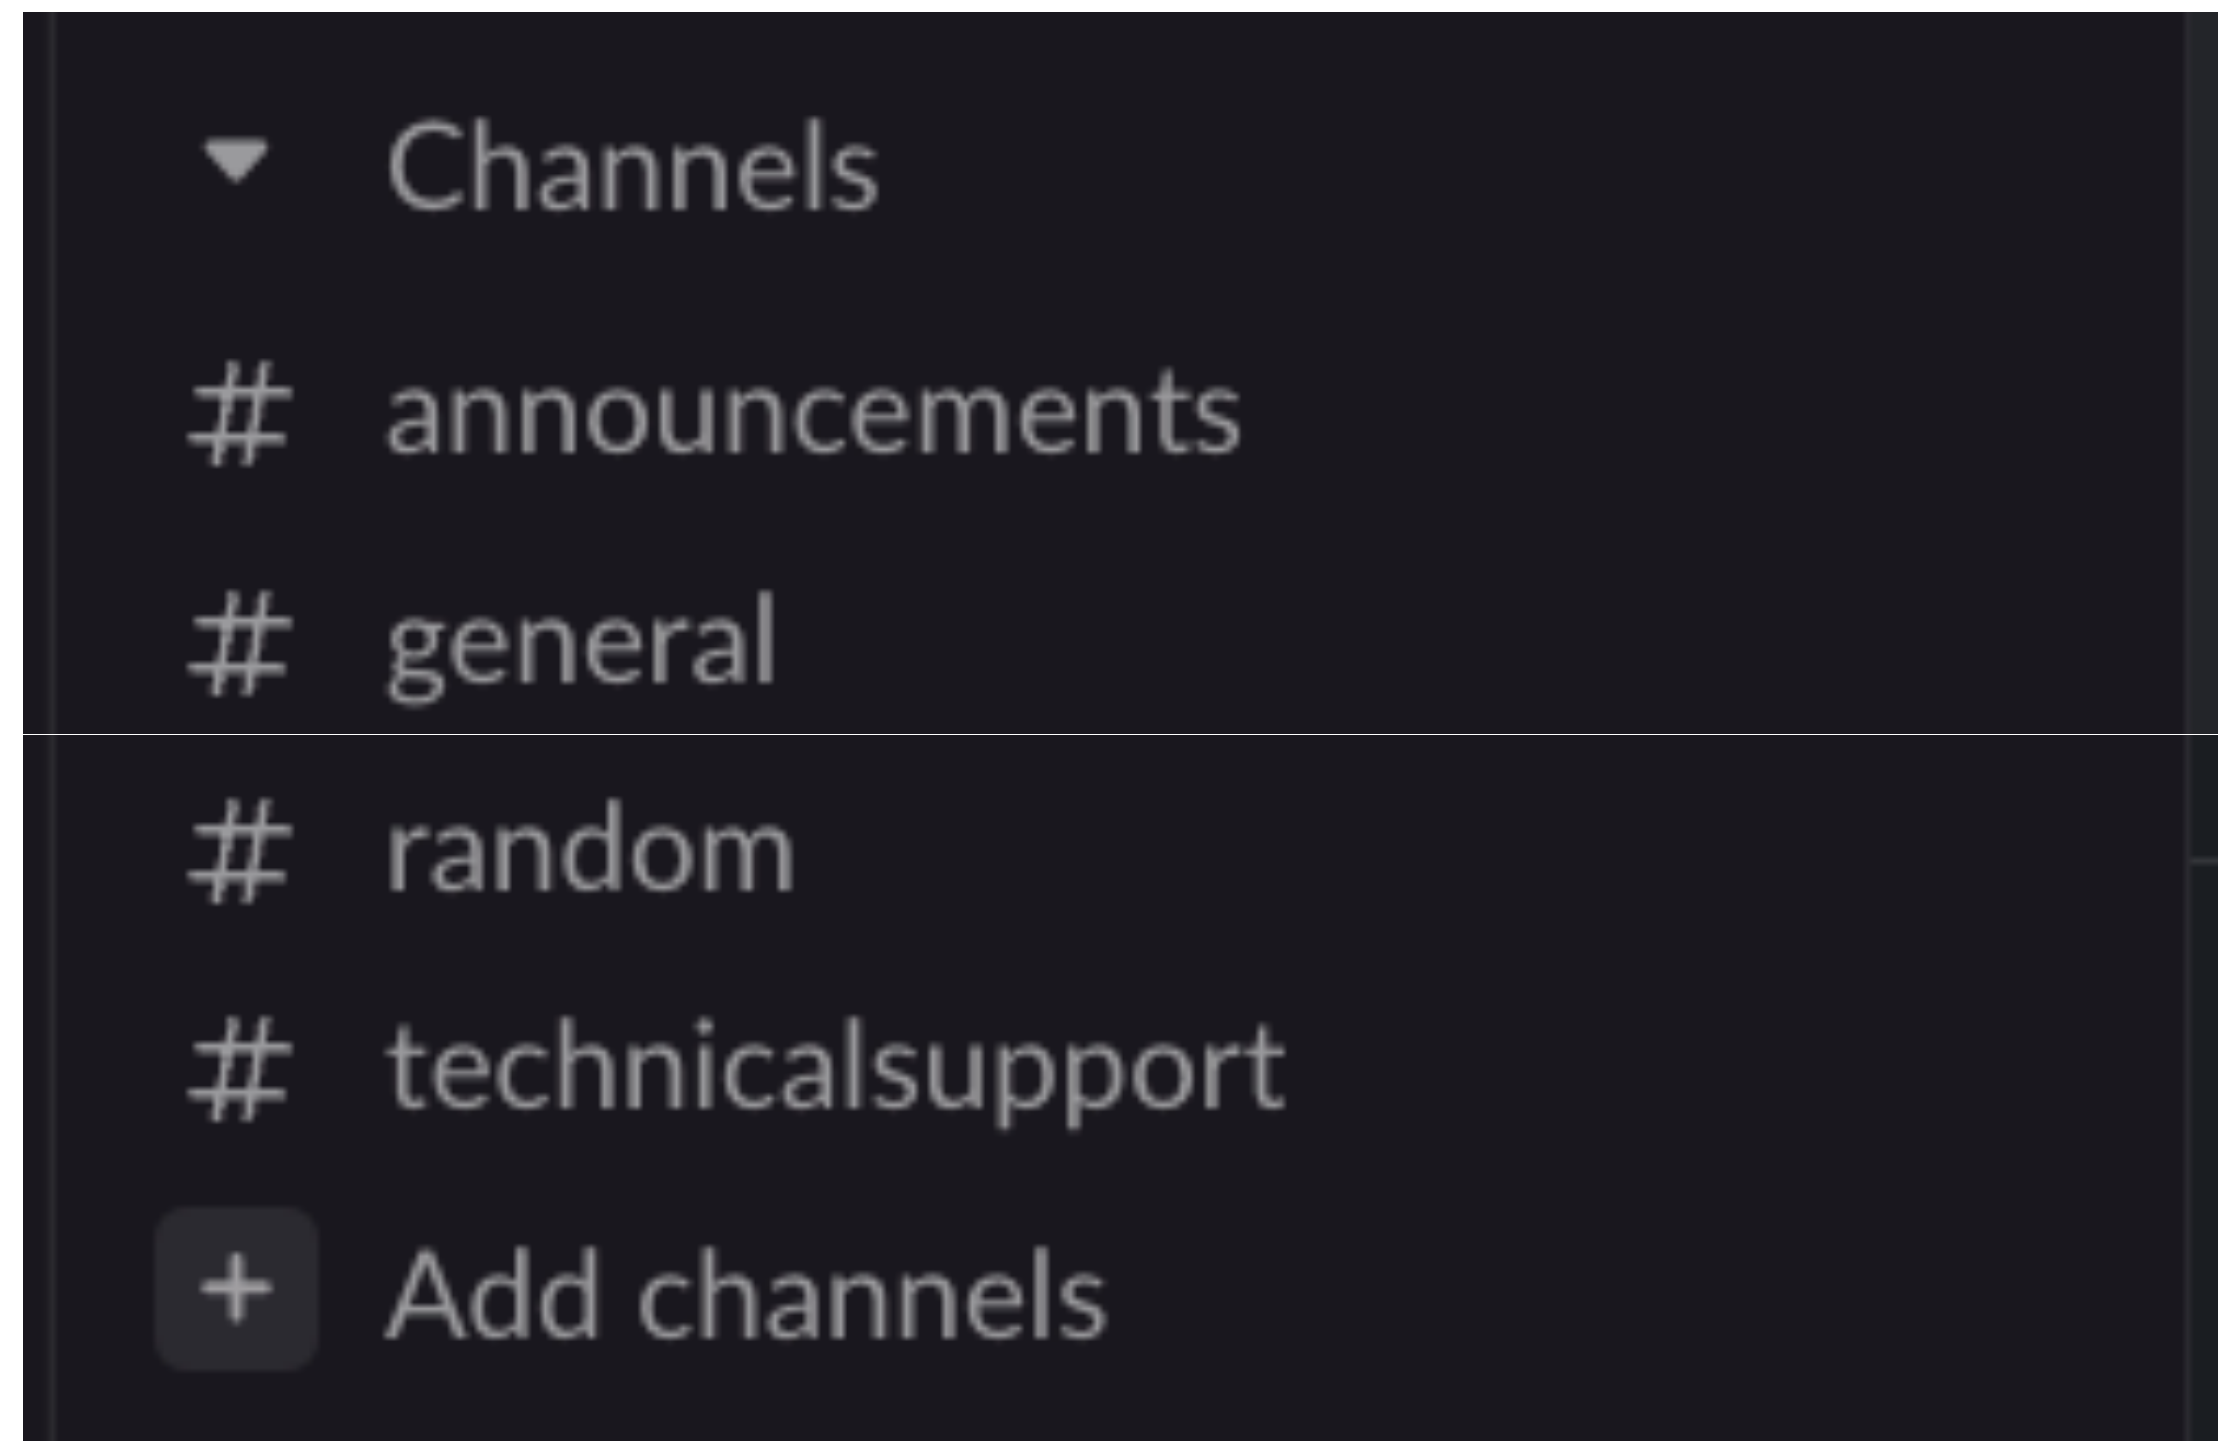 Channels
# announcements
# general
# random
# technicalsupport
+ Add channels